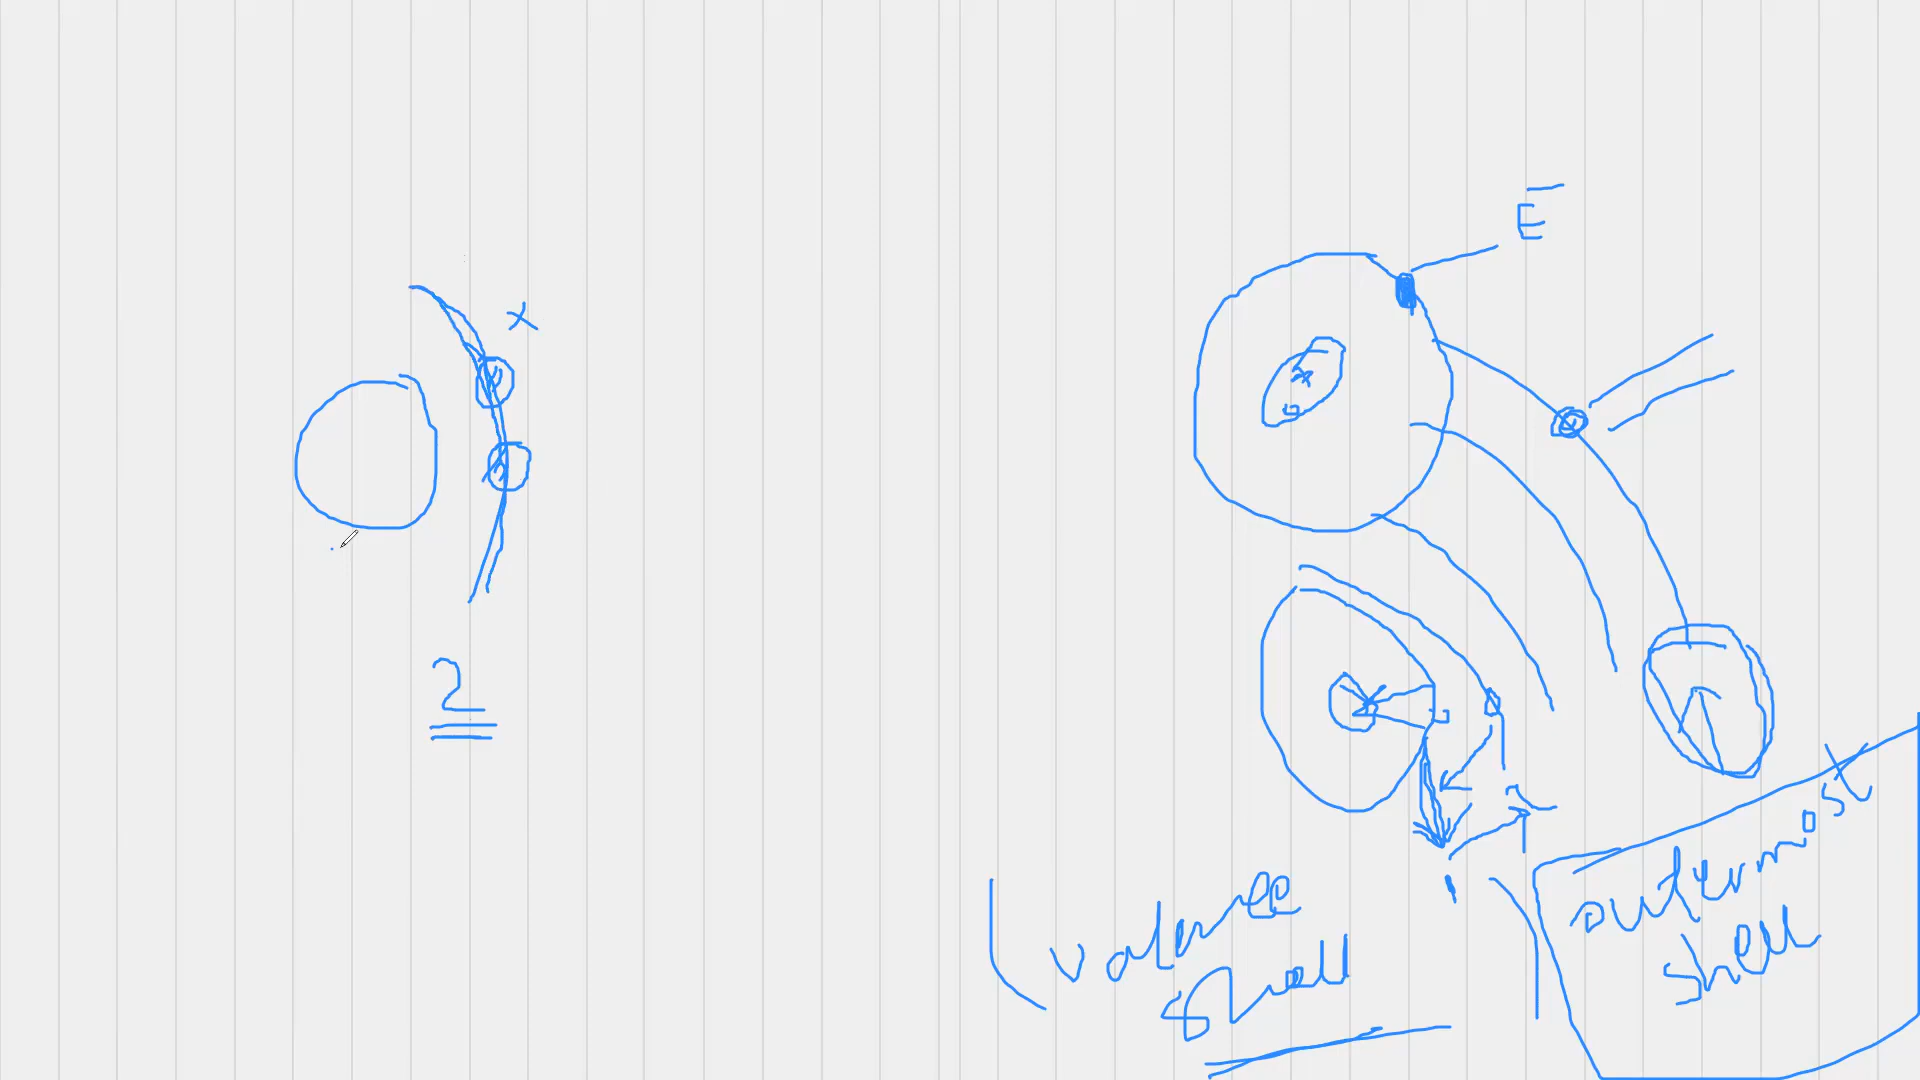 x
2
E
(valence
shell
outermost
shell